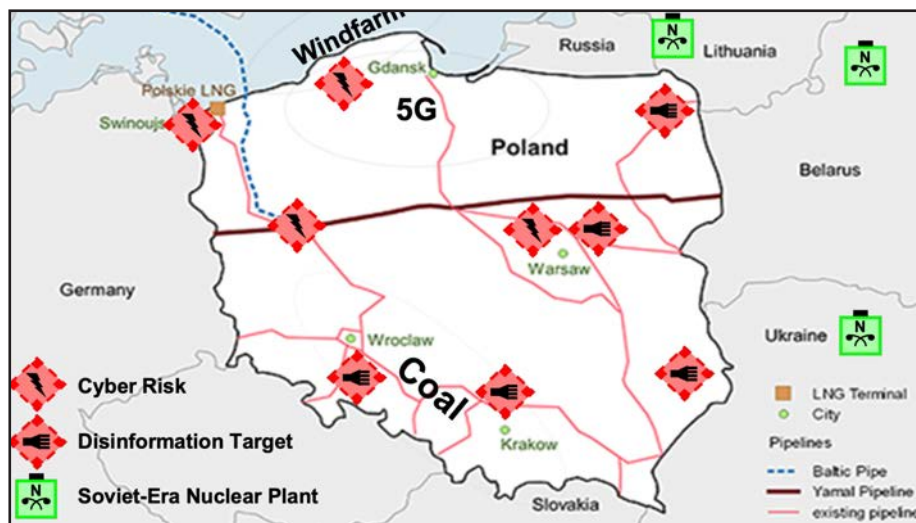 Windfarm
Russia
Lithuania
Gdansk
Polskie LNG
5G
Swinoujs
Poland
Belarus
Warsaw
Germany
Ukraine
Wroclaw
Coal
Cyber Risk
LNG Terminal
City
Disinformation Target
Krakow
Pipelines
Baltic Pipe
Soviet-Era Nuclear Plant
Yamal Pipeline
Slovakia
existing pipeline
N
N
N
N